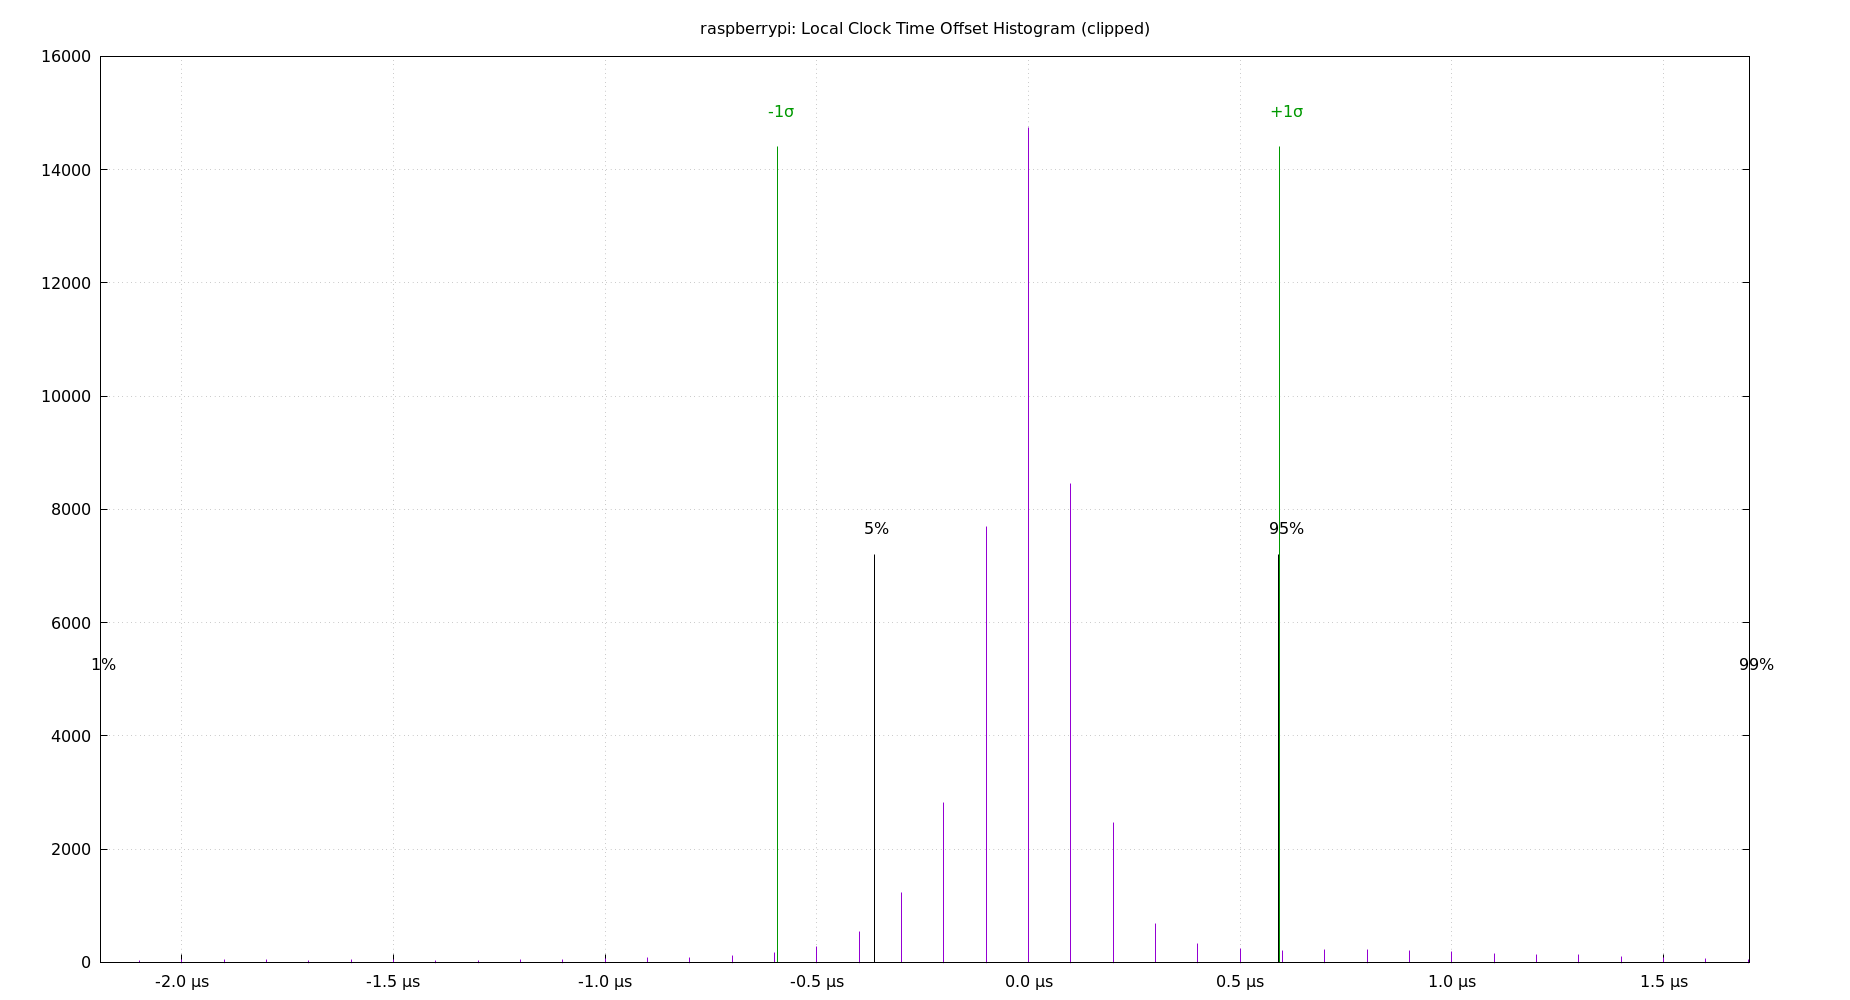 raspberrypi: Local Clock Time Offset Histogram (clipped)
16000
-1σ
+1σ
14000
12000
10000
8000
5%
95%
6000
1%
99%
4000
2000
0
-2.0 µs
-1.5 µs
-1.0 µs
-0.5 µs
0.0 µs
0.5 µs
1.0 µs
1.5 µs